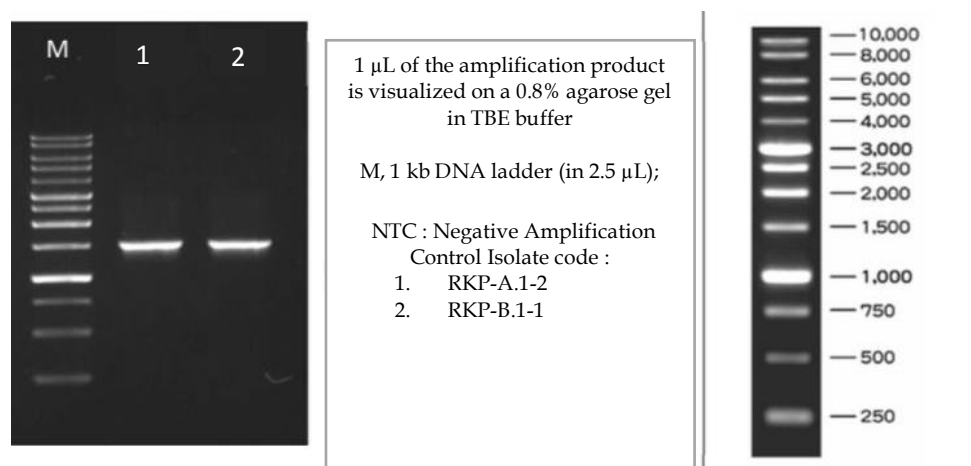 M 1 2
1 µL of the amplification product
is visualized on a 0.8% agarose gel
in TBE buffer
M, 1 kb DNA ladder (in 2.5 µL);
NTC : Negative Amplification
Control Isolate code :
1. RKP-A.1-2
2. RKP-B.1-1
10,000
8,000
6,000
5,000
4,000
3,000
2,500
2,000
1,500
1,000
750
500
250